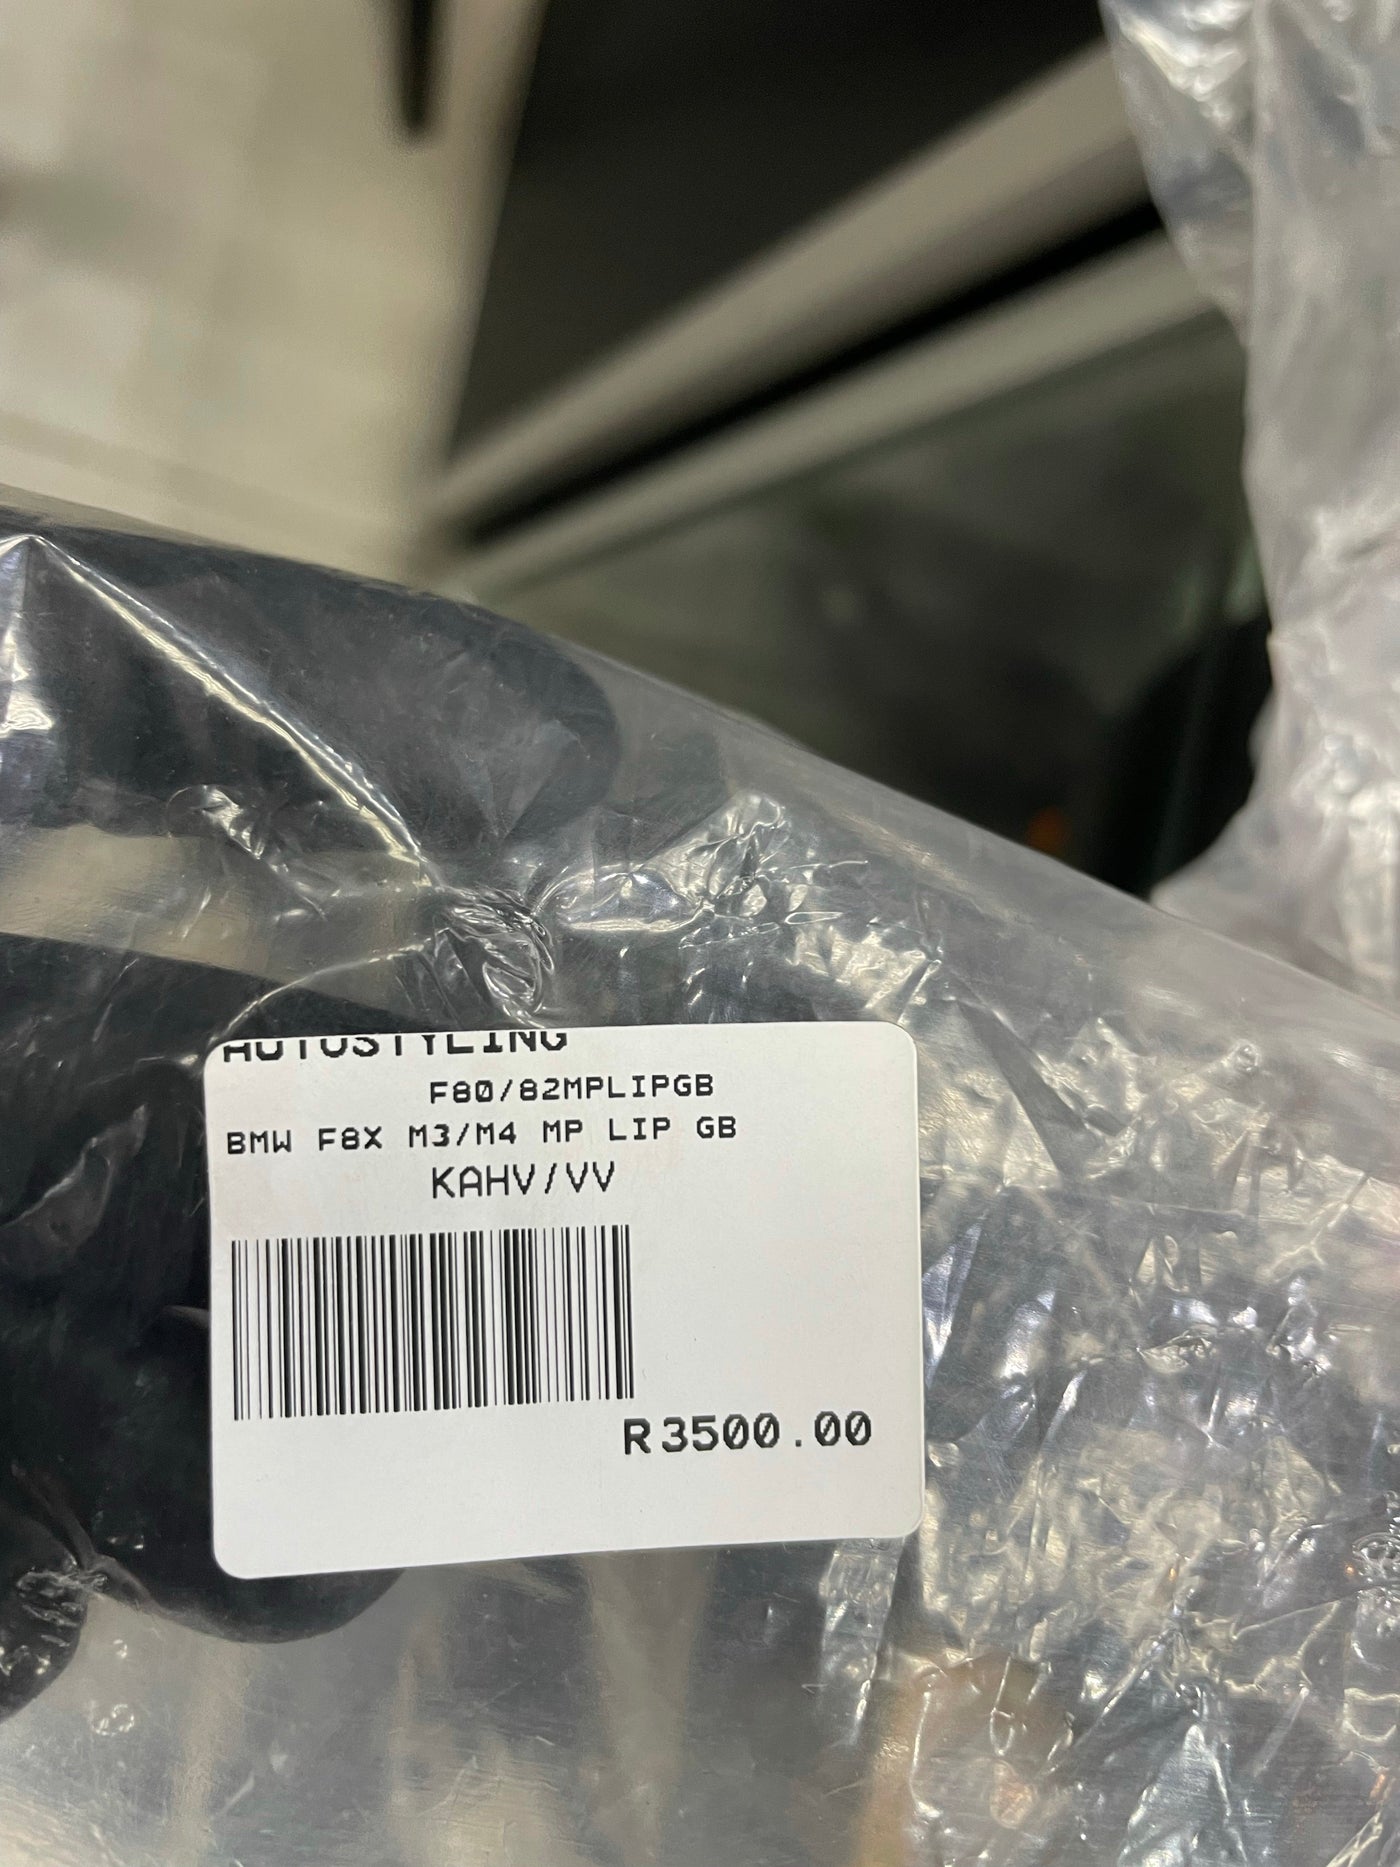 AUTOSTYLING
F80/82MPLIPGB
BMW F8X M3/M4 MP LIP GB
KAHV/VV
R3500.00